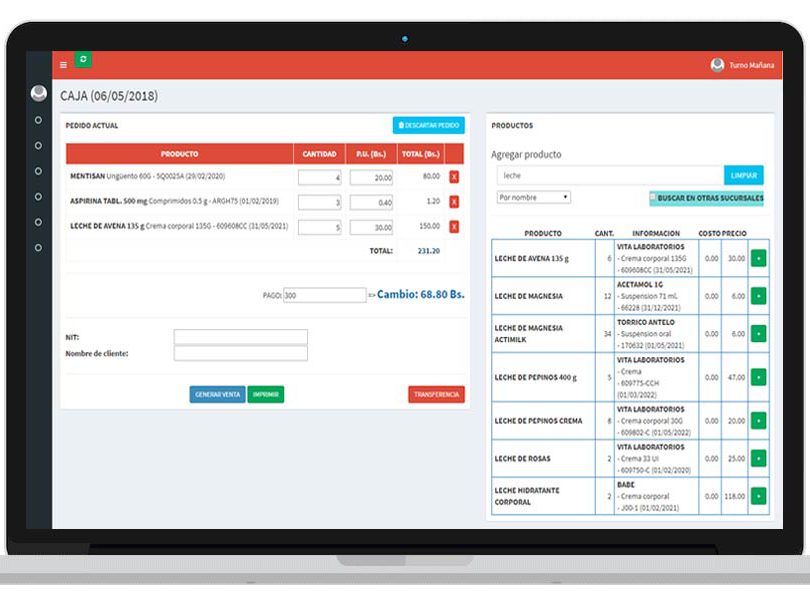 Turno Mañana
CAJA (06/05/2018)
PEDIDO ACTUAL
DESCARTAR PEDIDO
PRODUCTO CANTIDAD P.U. (Bs.) TOTAL (Bs.)
MENTISAN Ungüento 60G - 5Q0025A (29/02/2020) 4 20.00 80.00 X
ASPIRINA TABL. 500 mg Comprimidos 0.5 g - ARGH75 (01/02/2019) 3 0.40 1.20 X
LECHE DE AVENA 135 g Crema corporal 135G - 609608CC (31/05/2021) 5 30.00 150.00 X
TOTAL: 231.20
PAGO: 300 => Cambio: 68.80 Bs.
NIT:
Nombre de cliente:
GENERAR VENTA IMPRIMIR TRANSFERENCIA
PRODUCTOS
Agregar producto
leche LIMPIAR
Por nombre BUSCAR EN OTRAS SUCURSALES
PRODUCTO CANT. INFORMACION COSTO PRECIO
LECHE DE AVENA 135 g 6 VITA LABORATORIOS 0.00 30.00 +
- Crema corporal 135G
- 609608CC (31/05/2021)
LECHE DE MAGNESIA 12 ACETAMOL 1G 0.00 6.00 +
- Suspension 71 mL
- 66228 (31/12/2021)
LECHE DE MAGNESIA 34 TORRICO ANTELO 0.00 6.00 +
ACTIMILK - Suspension oral
- 170632 (01/05/2021)
LECHE DE PEPINOS 400 g 5 VITA LABORATORIOS 0.00 47.00 +
- Crema
- 609775-CCH
(01/03/2022)
LECHE DE PEPINOS CREMA 6 VITA LABORATORIOS 0.00 20.00 +
- Crema corporal 30G
- 609802-C (01/05/2022)
LECHE DE ROSAS 2 VITA LABORATORIOS 0.00 25.00 +
- Crema 33 UI
- 609750-C (01/02/2020)
LECHE HIDRATANTE 2 BABE 0.00 118.00 +
CORPORAL - Crema corporal
- J00-1 (01/02/2021)